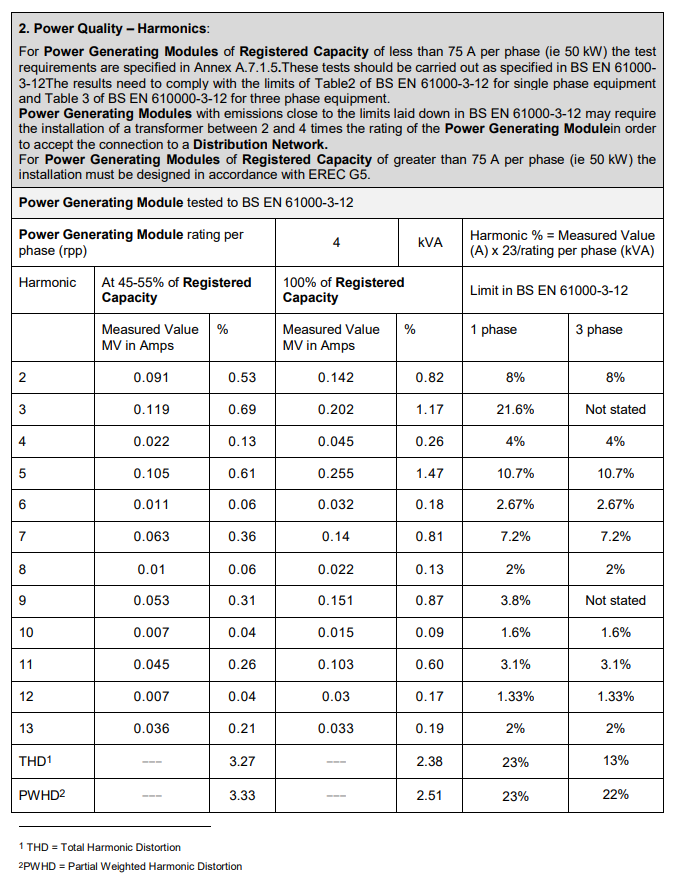 2. Power Quality – Harmonics:
For Power Generating Modules of Registered Capacity of less than 75 A per phase (ie 50 kW) the test
requirements are specified in Annex A.7.1.5.These tests should be carried out as specified in BS EN 61000-
3-12The results need to comply with the limits of Table2 of BS EN 61000-3-12 for single phase equipment
and Table 3 of BS EN 610000-3-12 for three phase equipment.
Power Generating Modules with emissions close to the limits laid down in BS EN 61000-3-12 may require
the installation of a transformer between 2 and 4 times the rating of the Power Generating Modulein order
to accept the connection to a Distribution Network.
For Power Generating Modules of Registered Capacity of greater than 75 A per phase (ie 50 kW) the
installation must be designed in accordance with EREC G5.
Power Generating Module tested to BS EN 61000-3-12
Power Generating Module rating per phase (rpp) 4 kVA Harmonic % = Measured Value (A) x 23/rating per phase (kVA)
Harmonic At 45-55% of Registered Capacity 100% of Registered Capacity Limit in BS EN 61000-3-12
Measured Value MV in Amps % Measured Value MV in Amps % 1 phase 3 phase
2 0.091 0.53 0.142 0.82 8% 8%
3 0.119 0.69 0.202 1.17 21.6% Not stated
4 0.022 0.13 0.045 0.26 4% 4%
5 0.105 0.61 0.255 1.47 10.7% 10.7%
6 0.011 0.06 0.032 0.18 2.67% 2.67%
7 0.063 0.36 0.14 0.81 7.2% 7.2%
8 0.01 0.06 0.022 0.13 2% 2%
9 0.053 0.31 0.151 0.87 3.8% Not stated
10 0.007 0.04 0.015 0.09 1.6% 1.6%
11 0.045 0.26 0.103 0.60 3.1% 3.1%
12 0.007 0.04 0.03 0.17 1.33% 1.33%
13 0.036 0.21 0.033 0.19 2% 2%
THD1 –––– 3.27 –––– 2.38 23% 13%
PWHD2 –––– 3.33 –––– 2.51 23% 22%
1 THD = Total Harmonic Distortion
2PWHD = Partial Weighted Harmonic Distortion